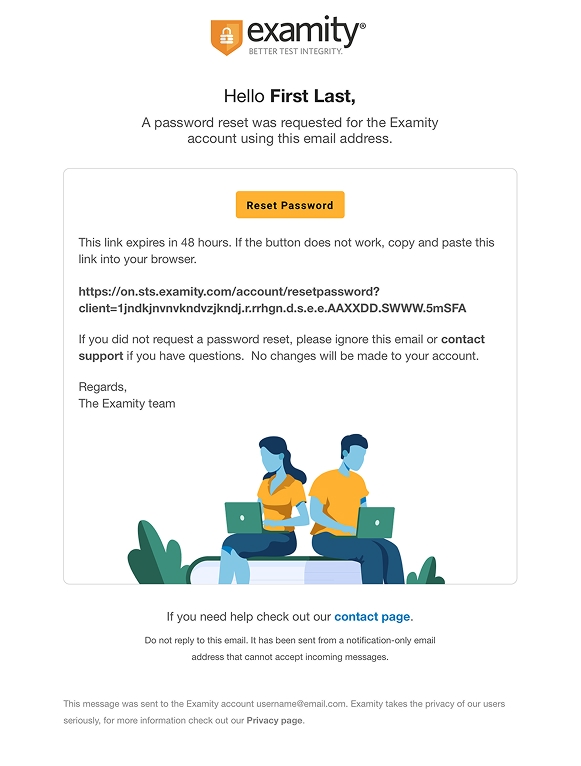 examity®
BETTER TEST INTEGRITY.
Hello First Last,
A password reset was requested for the Examity
account using this email address.
Reset Password
This link expires in 48 hours. If the button does not work, copy and paste this
link into your browser.
https://on.sts.examity.com/account/resetpassword?
client=1jndkjnvnvkndvzjkndj.r.rrhgn.d.s.e.e.AAXXDD.SWWW.5mSFA
If you did not request a password reset, please ignore this email or contact
support if you have questions.  No changes will be made to your account.
Regards,
The Examity team
If you need help check out our contact page.
Do not reply to this email. It has been sent from a notification-only email
address that cannot accept incoming messages.
This message was sent to the Examity account username@email.com. Examity takes the privacy of our users
seriously, for more information check out our Privacy page.